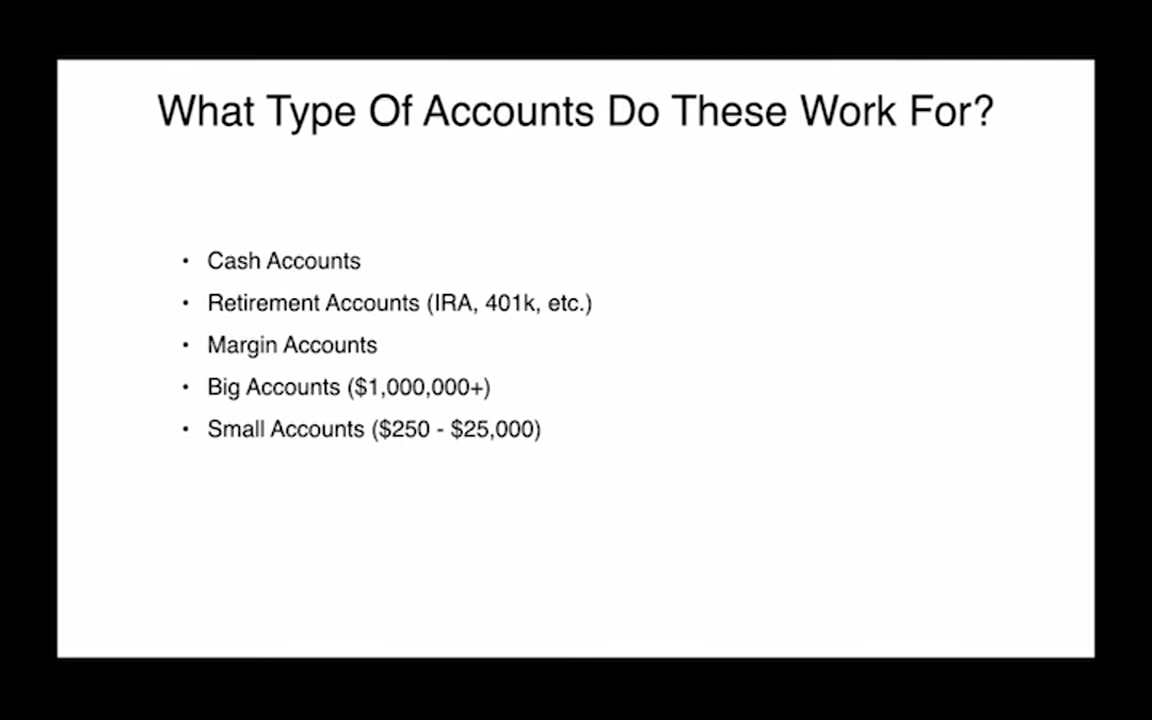 What Type Of Accounts Do These Work For?
• Cash Accounts
• Retirement Accounts (IRA, 401k, etc.)
• Margin Accounts
• Big Accounts ($1,000,000+)
• Small Accounts ($250 - $25,000)